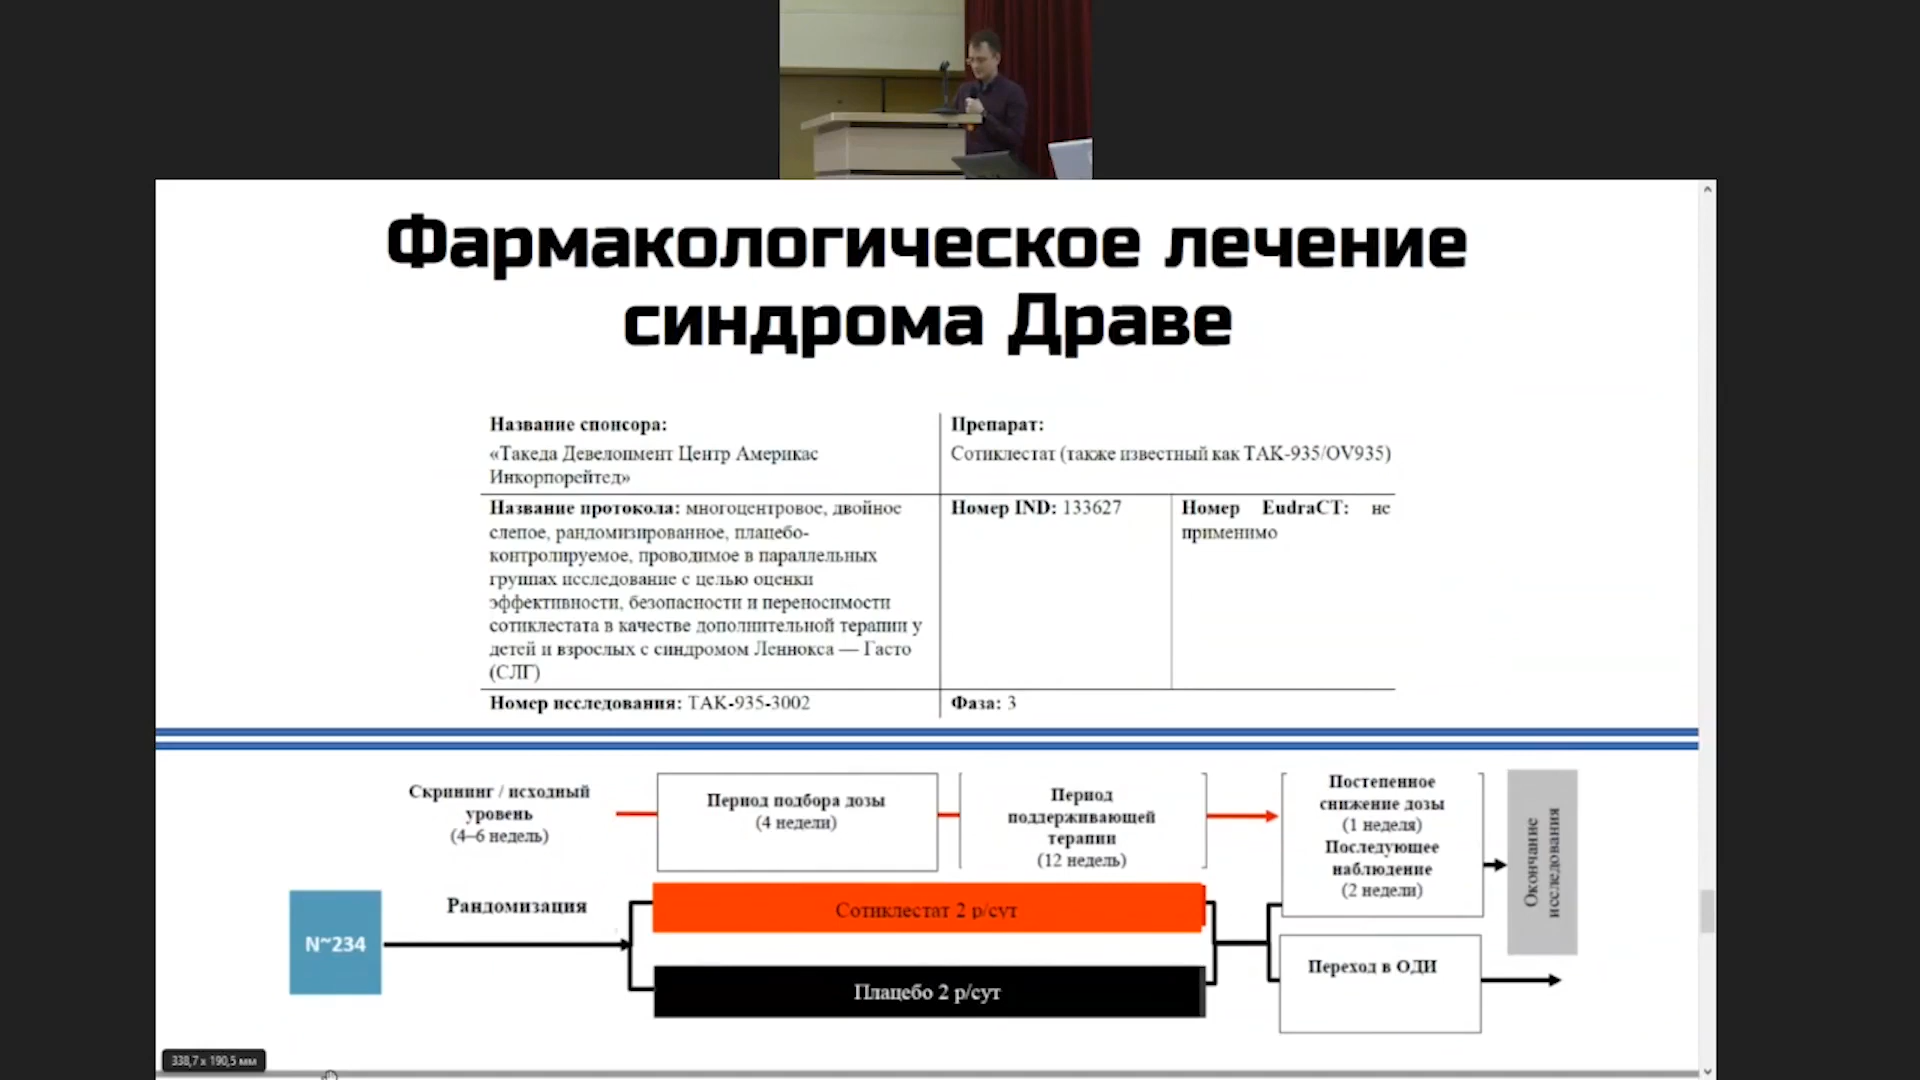 Фармакологическое лечение
синдрома Драве
Название спонсора:
«Такеда Девелопмент Центр Америкас
Инкорпорейтед»
Препарат:
Сотиклестат (также известный как ТАК-935/OV935)
Название протокола: многоцентровое, двойное
слепое, рандомизированное, плацебо-
контролируемое, проводимое в параллельных
группах исследование с целью оценки
эффективности, безопасности и переносимости
сотиклестата в качестве дополнительной терапии у
детей и взрослых с синдромом Леннокса — Гасто
(СЛГ)
Номер IND: 133627
Номер EudraCT: не
применимо
Номер исследования: ТАК-935-3002
Фаза: 3
Скрининг / исходный
уровень
(4–6 недель)
Период подбора дозы
(4 недели)
Период
поддерживающей
терапии
(12 недель)
Постепенное
снижение дозы
(1 неделя)
Последующее
наблюдение
(2 недели)
Окончание
исследования
N~234
Рандомизация
Сотиклестат 2 р/сут
Плацебо 2 р/сут
Переход в ОДИ
338,7 x 190,5 мм